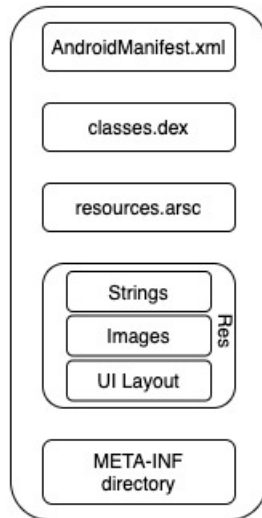 AndroidManifest.xml
classes.dex
resources.arsc
Strings
Images
UI Layout
Res
META-INF
directory